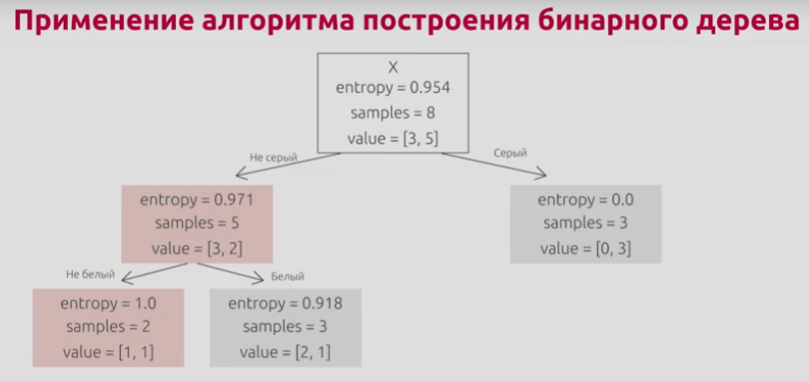 Применение алгоритма построения бинарного дерева
X
entropy = 0.954
samples = 8
value = [3, 5]
Не серый
Серый
entropy = 0.971
samples = 5
value = [3, 2]
entropy = 0.0
samples = 3
value = [0, 3]
Не белый
Белый
entropy = 1.0
samples = 2
value = [1, 1]
entropy = 0.918
samples = 3
value = [2, 1]